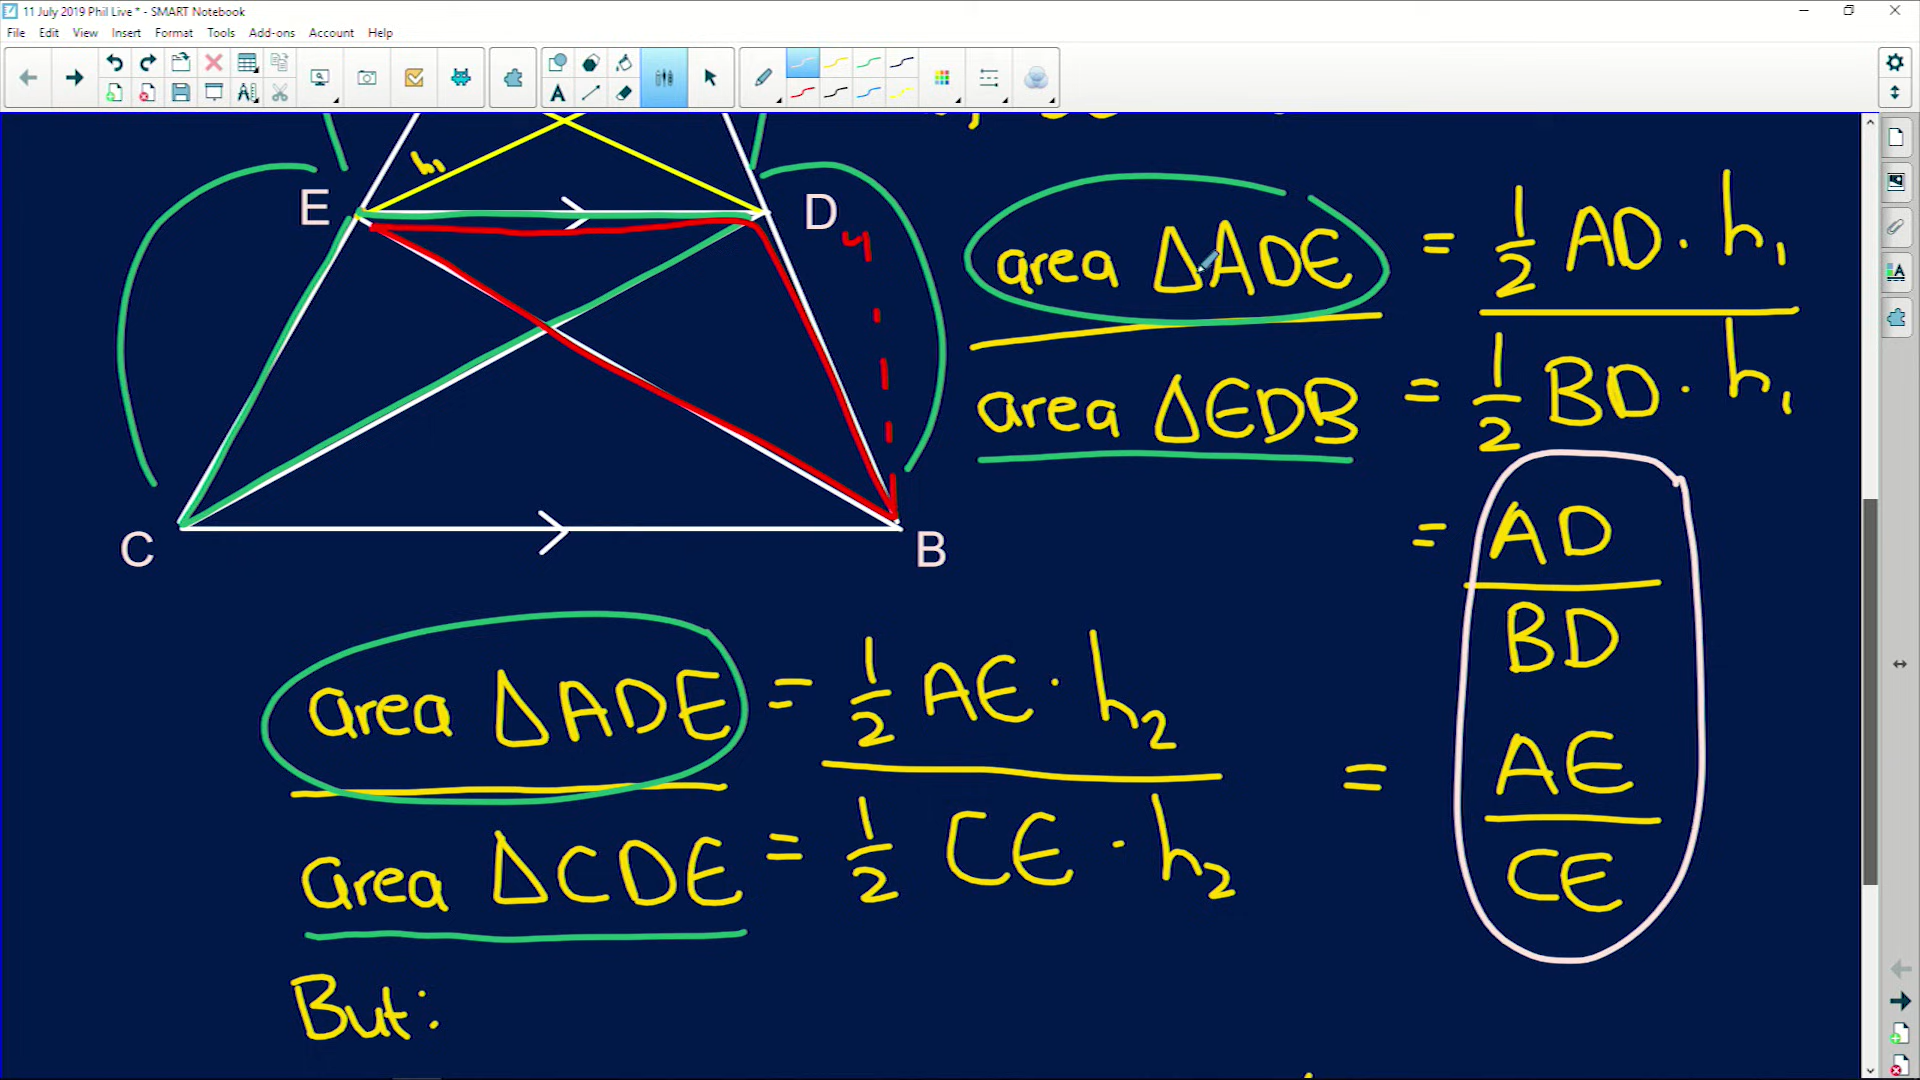 11 July 2019 Phil Live * - SMART Notebook
File Edit View Insert Format Tools Add-ons Account Help
h₁
E
D
4
area ΔADE = 1/2 AD · h₁
area ΔEDB = 1/2 BD · h₁
C
B
= AD
BD
area ΔADE = 1/2 AE · h₂
= AE
area ΔCDE = 1/2 CE · h₂
CE
But: